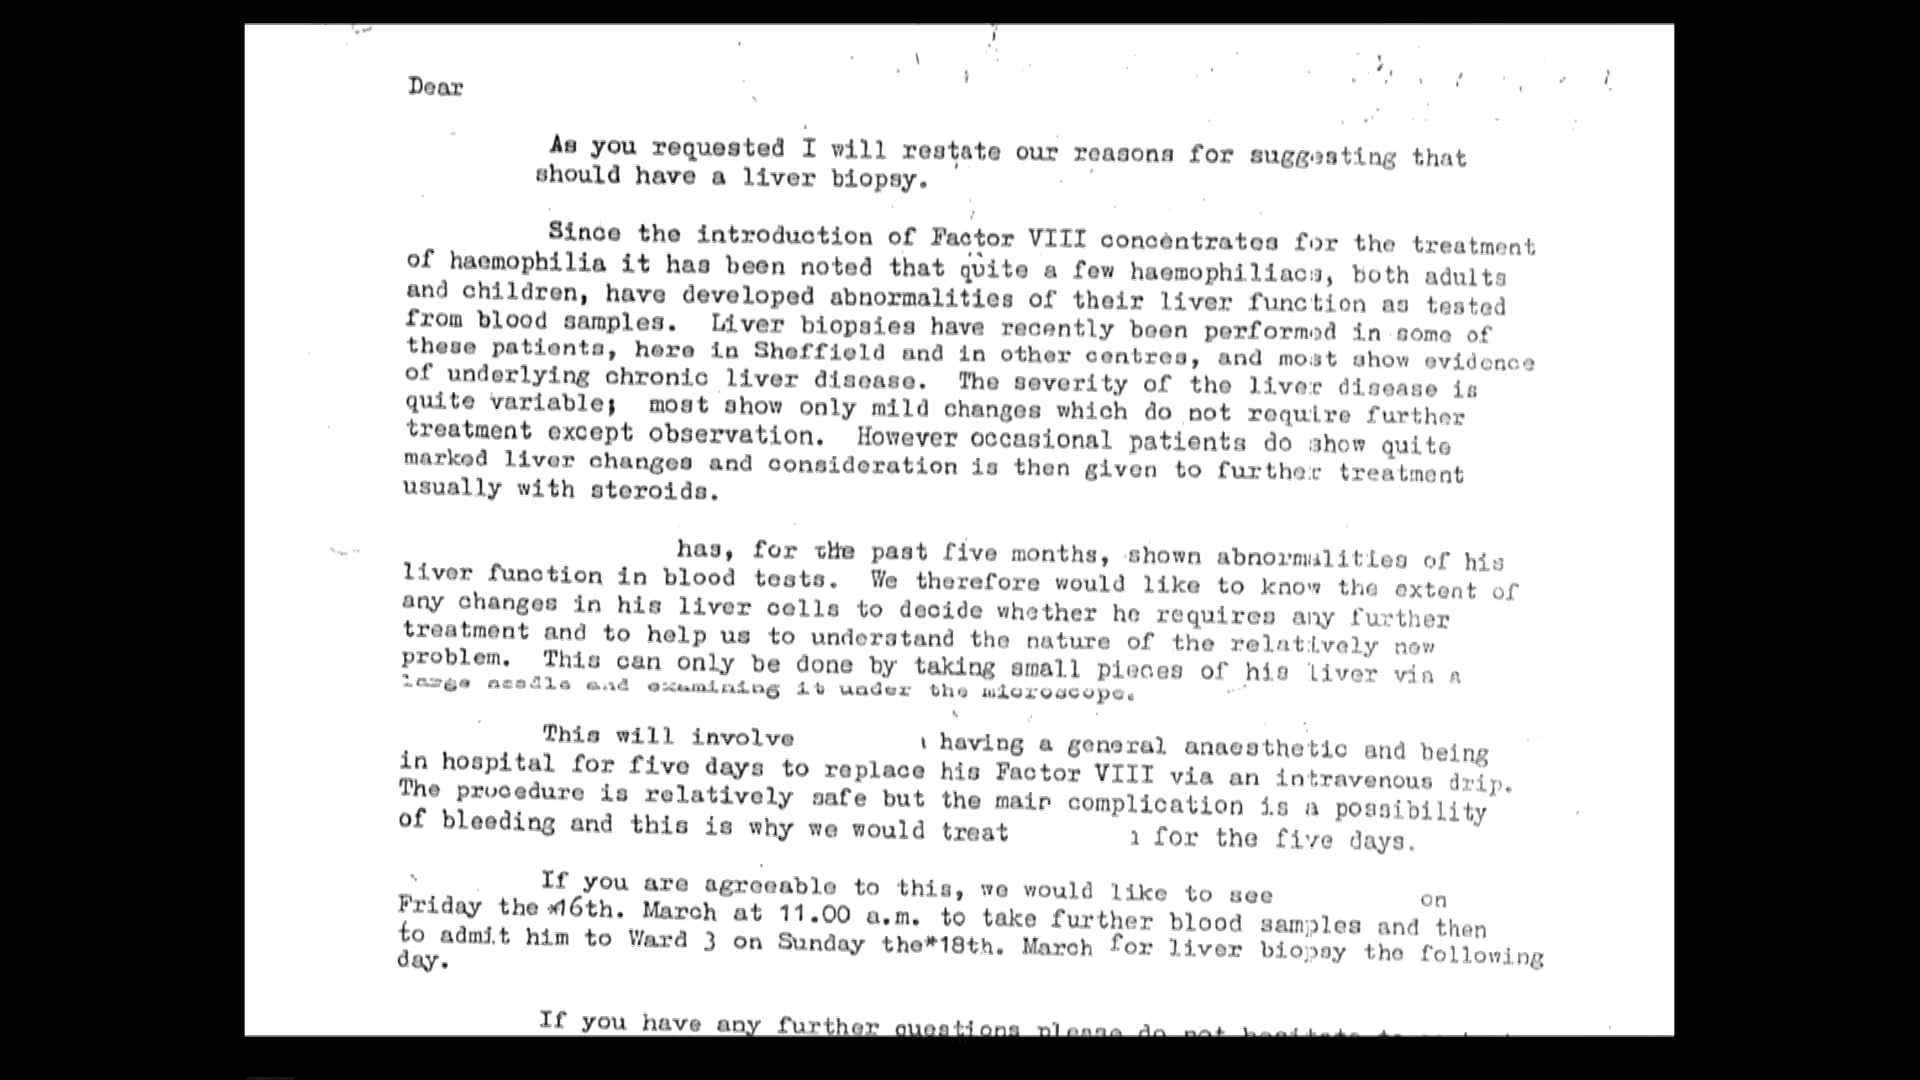 Dear
As you requested I will restate our reasons for suggesting that
should have a liver biopsy.
Since the introduction of Factor VIII concentrates for the treatment
of haemophilia it has been noted that quite a few haemophiliacs, both adults
and children, have developed abnormalities of their liver function as tested
from blood samples. Liver biopsies have recently been performed in some of
these patients, here in Sheffield and in other centres, and most show evidence
of underlying chronic liver disease. The severity of the liver disease is
quite variable; most show only mild changes which do not require further
treatment except observation. However occasional patients do show quite
marked liver changes and consideration is then given to further treatment
usually with steroids.
has, for the past five months, shown abnormalities of his
liver function in blood tests. We therefore would like to know the extent of
any changes in his liver cells to decide whether he requires any further
treatment and to help us to understand the nature of the relatively new
problem. This can only be done by taking small pieces of his liver via a
large needle and examining it under the microscope.
This will involve having a general anaesthetic and being
in hospital for five days to replace his Factor VIII via an intravenous drip.
The procedure is relatively safe but the main complication is a possibility
of bleeding and this is why we would treat for the five days.
If you are agreeable to this, we would like to see on
Friday the *16th. March at 11.00 a.m. to take further blood samples and then
to admit him to Ward 3 on Sunday the*18th. March for liver biopsy the following
day.
If you have any further questions please do not hesitate to